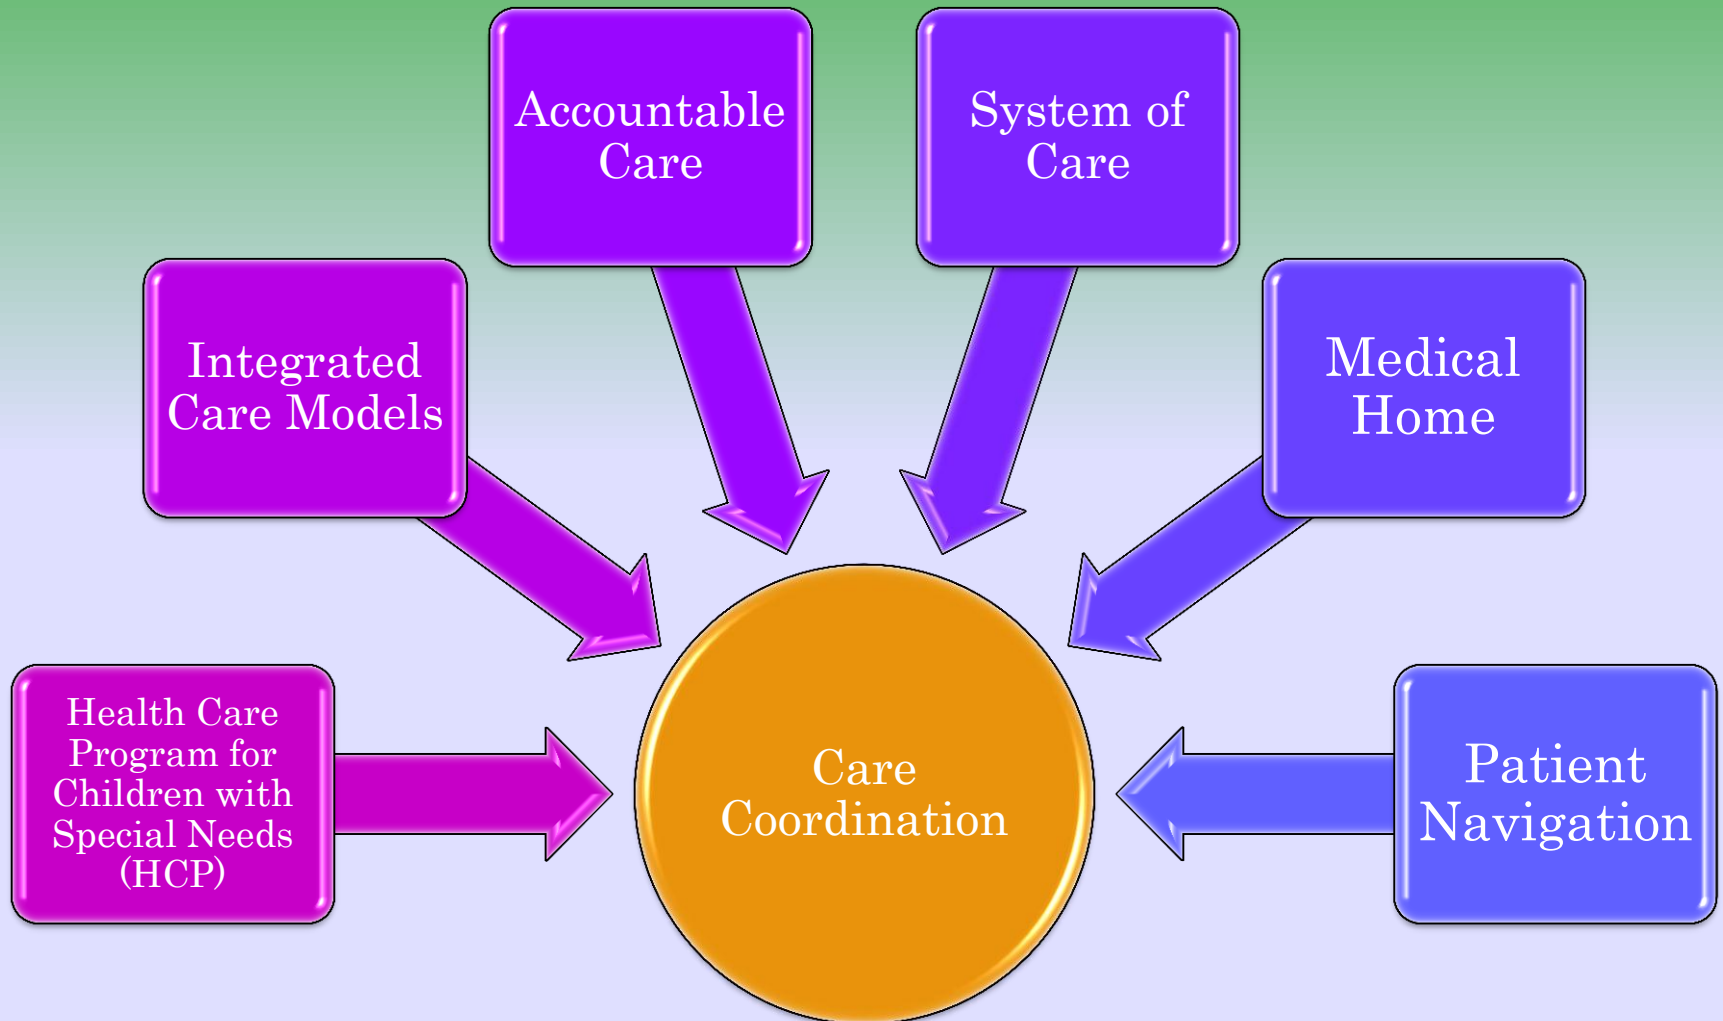 Accountable
Care
System of
Care
Integrated
Care Models
Medical
Home
Health Care
Program for
Children with
Special Needs
(HCP)
Care
Coordination
Patient
Navigation